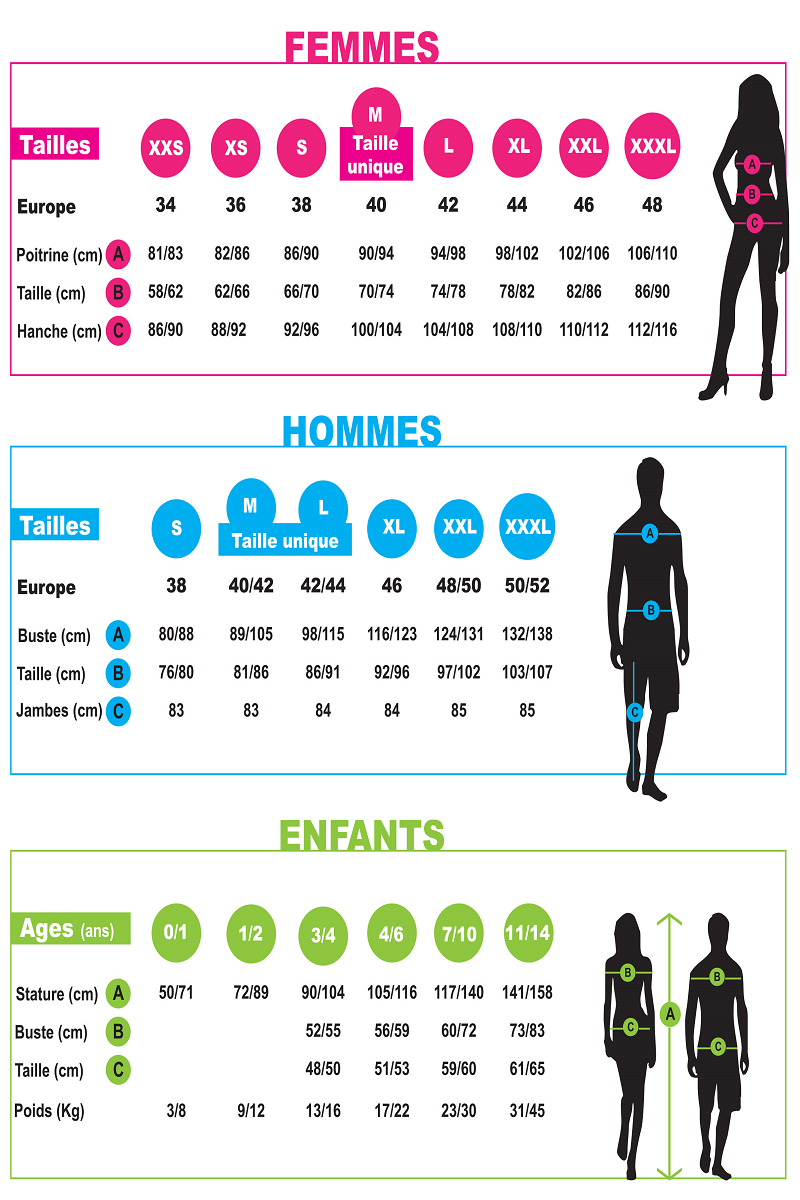 FEMMES
Tailles XXS XS S M Taille unique L XL XXL XXXL
Europe 34 36 38 40 42 44 46 48
Poitrine (cm) A 81/83 82/86 86/90 90/94 94/98 98/102 102/106 106/110
Taille (cm) B 58/62 62/66 66/70 70/74 74/78 78/82 82/86 86/90
Hanche (cm) C 86/90 88/92 92/96 100/104 104/108 108/110 110/112 112/116
A
B
C
HOMMES
Tailles S M L Taille unique XL XXL XXXL
Europe 38 40/42 42/44 46 48/50 50/52
Buste (cm) A 80/88 89/105 98/115 116/123 124/131 132/138
Taille (cm) B 76/80 81/86 86/91 92/96 97/102 103/107
Jambes (cm) C 83 83 84 84 85 85
A
B
C
ENFANTS
Ages (ans) 0/1 1/2 3/4 4/6 7/10 11/14
Stature (cm) A 50/71 72/89 90/104 105/116 117/140 141/158
Buste (cm) B 52/55 56/59 60/72 73/83
Taille (cm) C 48/50 51/53 59/60 61/65
Poids (Kg) 3/8 9/12 13/16 17/22 23/30 31/45
B B
A
C C